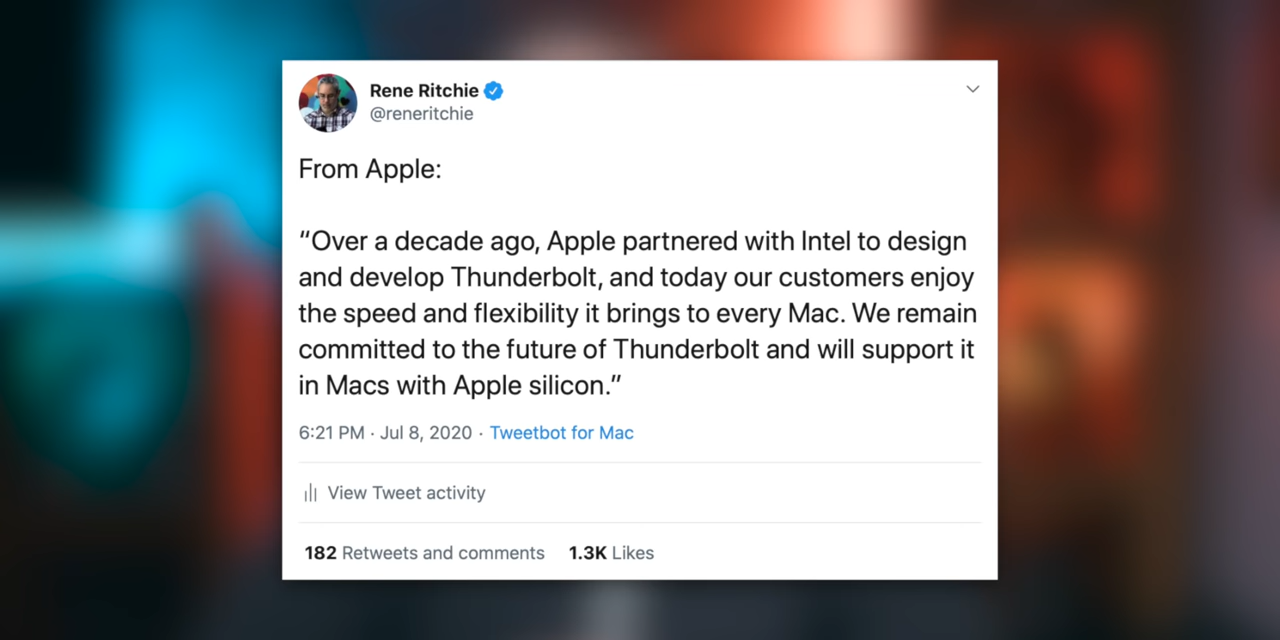 Rene Ritchie
@reneritchie
From Apple:
“Over a decade ago, Apple partnered with Intel to design
and develop Thunderbolt, and today our customers enjoy
the speed and flexibility it brings to every Mac. We remain
committed to the future of Thunderbolt and will support it
in Macs with Apple silicon.”
6:21 PM · Jul 8, 2020 · Tweetbot for Mac
View Tweet activity
182 Retweets and comments 1.3K Likes